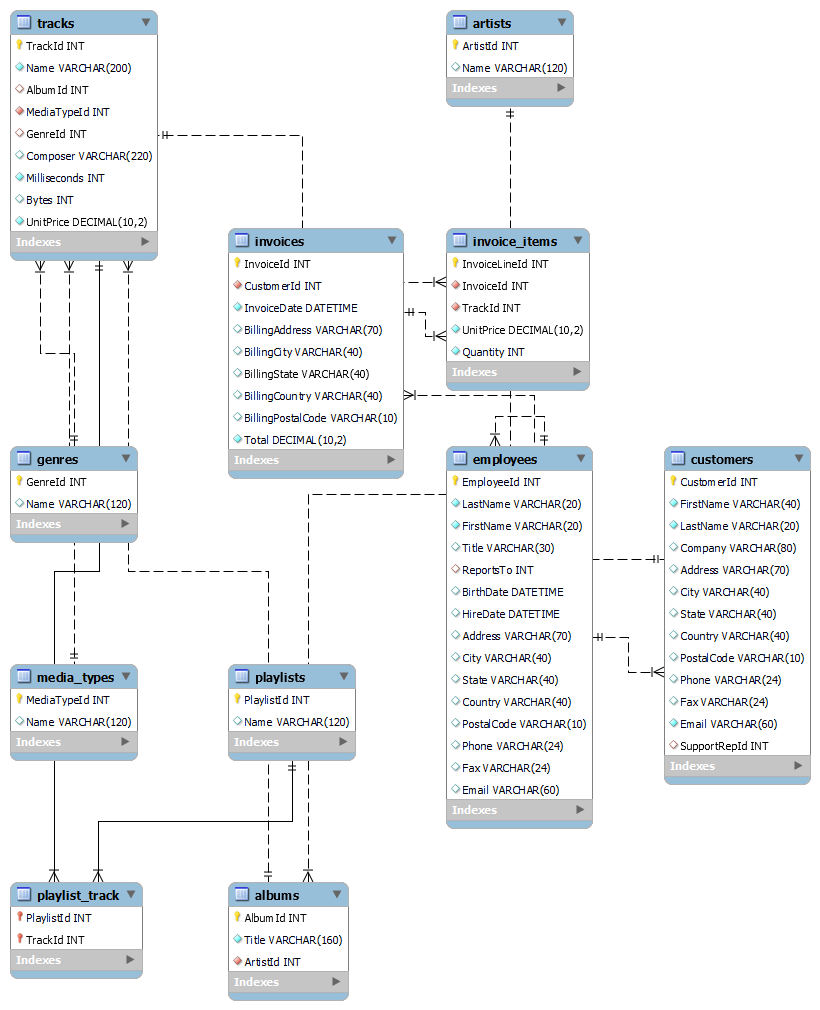 tracks
TrackId INT
Name VARCHAR(200)
AlbumId INT
MediaTypeId INT
GenreId INT
Composer VARCHAR(220)
Milliseconds INT
Bytes INT
UnitPrice DECIMAL(10,2)
Indexes
artists
ArtistId INT
Name VARCHAR(120)
Indexes
invoices
InvoiceId INT
CustomerId INT
InvoiceDate DATETIME
BillingAddress VARCHAR(70)
BillingCity VARCHAR(40)
BillingState VARCHAR(40)
BillingCountry VARCHAR(40)
BillingPostalCode VARCHAR(10)
Total DECIMAL(10,2)
Indexes
invoice_items
InvoiceLineId INT
InvoiceId INT
TrackId INT
UnitPrice DECIMAL(10,2)
Quantity INT
Indexes
genres
GenreId INT
Name VARCHAR(120)
Indexes
employees
EmployeeId INT
LastName VARCHAR(20)
FirstName VARCHAR(20)
Title VARCHAR(30)
ReportsTo INT
BirthDate DATETIME
HireDate DATETIME
Address VARCHAR(70)
City VARCHAR(40)
State VARCHAR(40)
Country VARCHAR(40)
PostalCode VARCHAR(10)
Phone VARCHAR(24)
Fax VARCHAR(24)
Email VARCHAR(60)
Indexes
customers
CustomerId INT
FirstName VARCHAR(40)
LastName VARCHAR(20)
Company VARCHAR(80)
Address VARCHAR(70)
City VARCHAR(40)
State VARCHAR(40)
Country VARCHAR(40)
PostalCode VARCHAR(10)
Phone VARCHAR(24)
Fax VARCHAR(24)
Email VARCHAR(60)
SupportRepId INT
Indexes
media_types
MediaTypeId INT
Name VARCHAR(120)
Indexes
playlists
PlaylistId INT
Name VARCHAR(120)
Indexes
playlist_track
PlaylistId INT
TrackId INT
Indexes
albums
AlbumId INT
Title VARCHAR(160)
ArtistId INT
Indexes